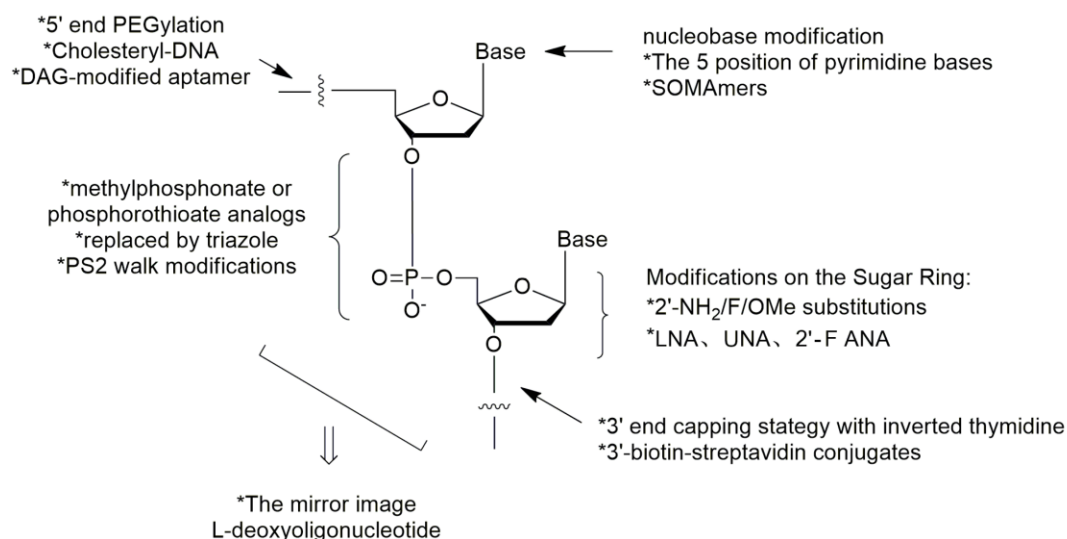 *5' end PEGylation
*Cholesteryl-DNA
*DAG-modified aptamer
Base
nucleobase modification
*The 5 position of pyrimidine bases
*SOMAmers
O
O
*methylphosphonate or
phosphorothioate analogs
*replaced by triazole
*PS2 walk modifications
Base
O=P-O
O
O-
O
Modifications on the Sugar Ring:
*2'-NH2/F/OMe substitutions
*LNA、UNA、2'-F ANA
*3' end capping stategy with inverted thymidine
*3'-biotin-streptavidin conjugates
*The mirror image
L-deoxyoligonucleotide